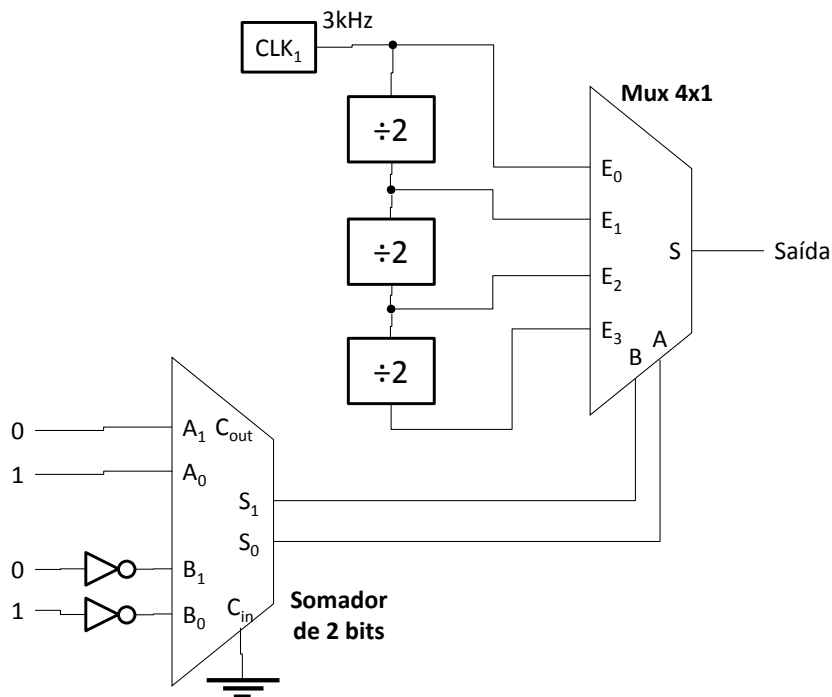 3kHz
CLK₁
Mux 4x1
÷2
E₀
E₁
÷2
S
Saída
E₂
E₃
A
B
÷2
0
A₁
Cout
1
A₀
S₁
S₀
0
B₁
1
B₀
Cin
Somador
de 2 bits